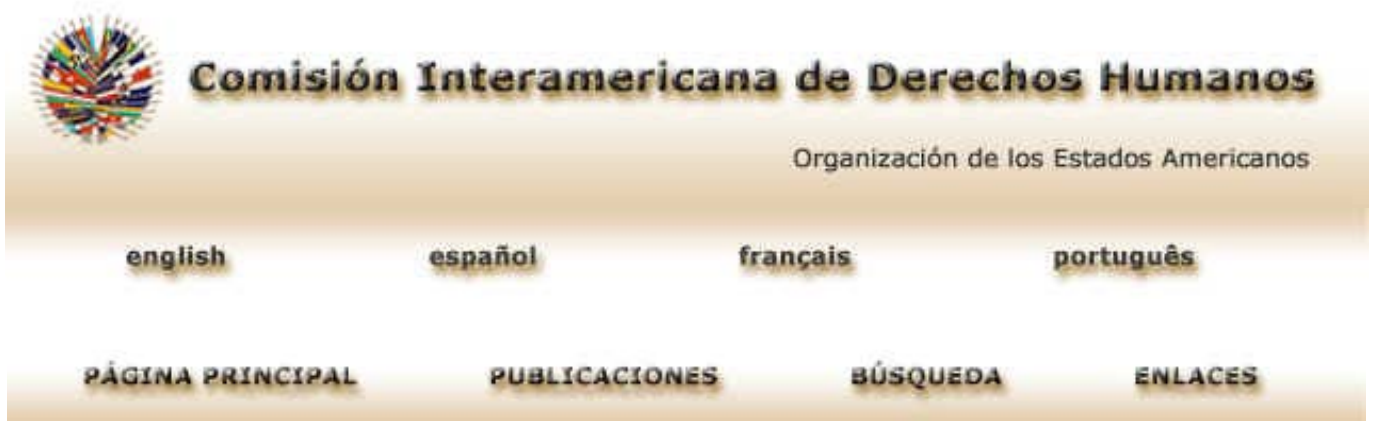 Comisión Interamericana de Derechos Humanos
Organización de los Estados Americanos
english español français português
PÁGINA PRINCIPAL PUBLICACIONES BÚSQUEDA ENLACES